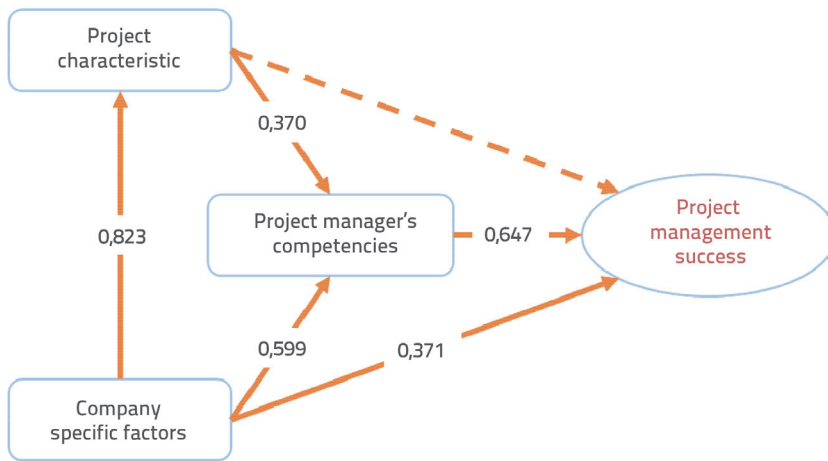 Project
characteristic
0,370
Project manager's
competencies
0,647
Project
management
success
0,823
0,599
0,371
Company
specific factors